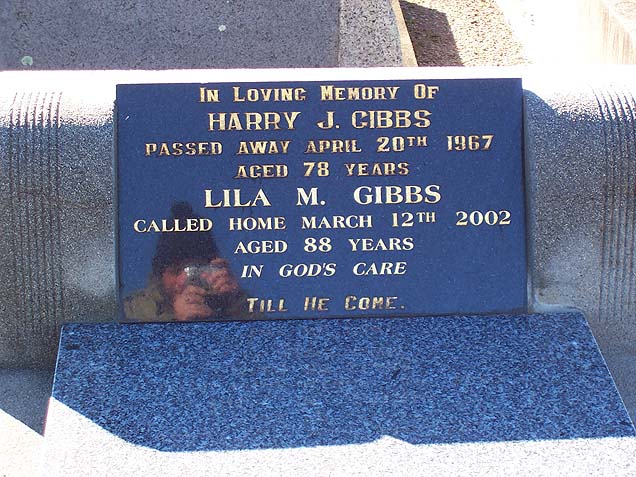 In Loving Memory Of
HARRY J. GIBBS
PASSED AWAY APRIL 20TH 1967
AGED 78 YEARS
LILA M. GIBBS
CALLED HOME MARCH 12TH 2002
AGED 88 YEARS
IN GOD'S CARE
Till He Come.